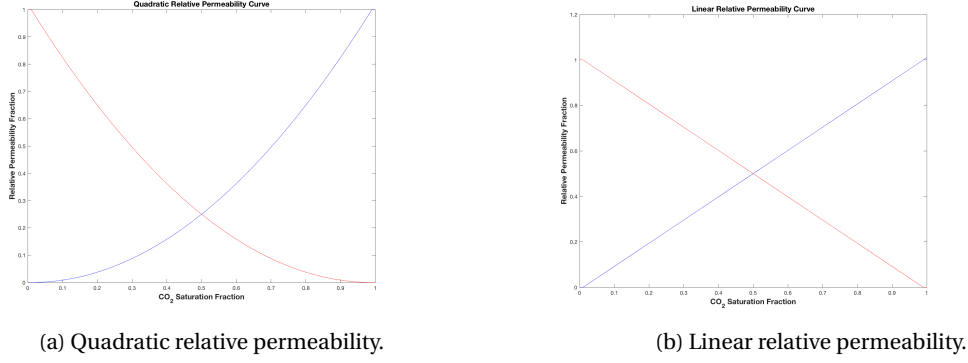 Quadratic Relative Permeability Curve
Relative Permeability Fraction
1
0.9
0.8
0.7
0.6
0.5
0.4
0.3
0.2
0.1
0
0 0.1 0.2 0.3 0.4 0.5 0.6 0.7 0.8 0.9 1
CO2 Saturation Fraction
(a) Quadratic relative permeability.
Linear Relative Permability Curve
Relative Permeability Fraction
1.2
1
0.8
0.6
0.4
0.2
0
0 0.1 0.2 0.3 0.4 0.5 0.6 0.7 0.8 0.9 1
CO2 Saturation Fraction
(b) Linear relative permeability.